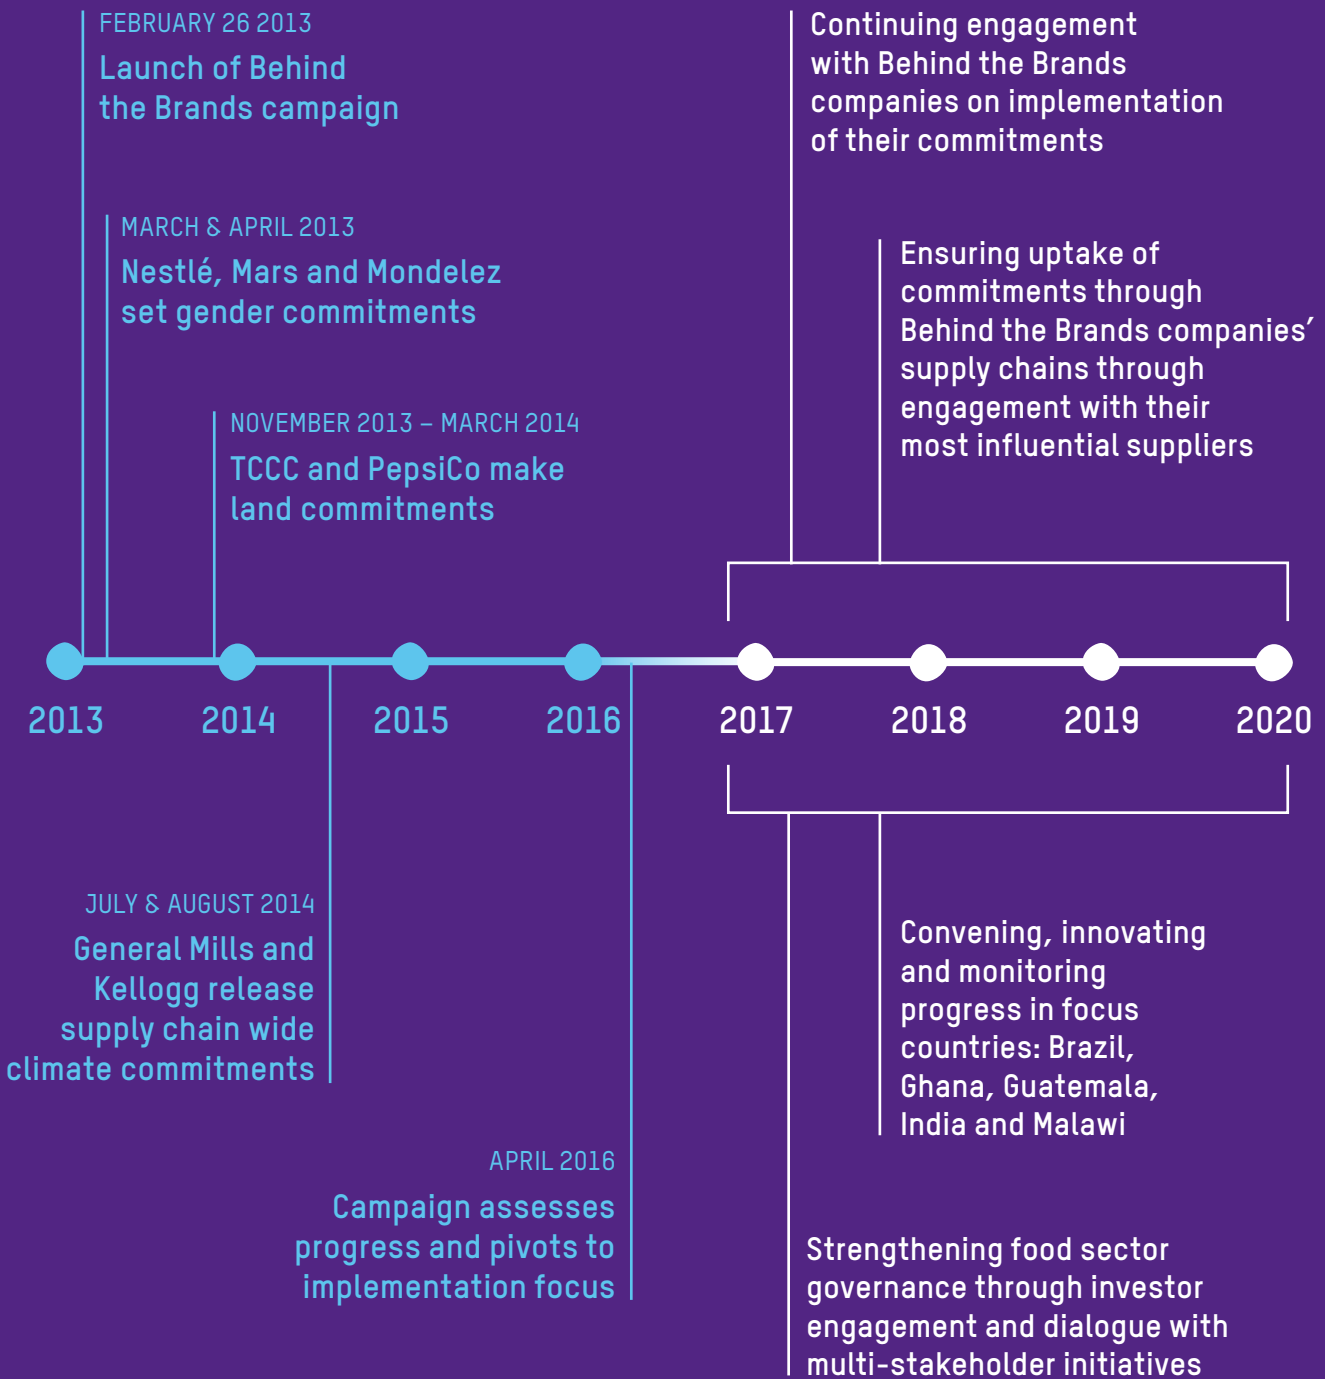 FEBRUARY 26 2013
Launch of Behind
the Brands campaign
MARCH & APRIL 2013
Nestlé, Mars and Mondelez
set gender commitments
NOVEMBER 2013 – MARCH 2014
TCCC and PepsiCo make
land commitments
Continuing engagement
with Behind the Brands
companies on implementation
of their commitments
Ensuring uptake of
commitments through
Behind the Brands companies’
supply chains through
engagement with their
most influential suppliers
2013
2014
2015
2016
2017
2018
2019
2020
JULY & AUGUST 2014
General Mills and
Kellogg release
supply chain wide
climate commitments
APRIL 2016
Campaign assesses
progress and pivots to
implementation focus
Convening, innovating
and monitoring
progress in focus
countries: Brazil,
Ghana, Guatemala,
India and Malawi
Strengthening food sector
governance through investor
engagement and dialogue with
multi-stakeholder initiatives